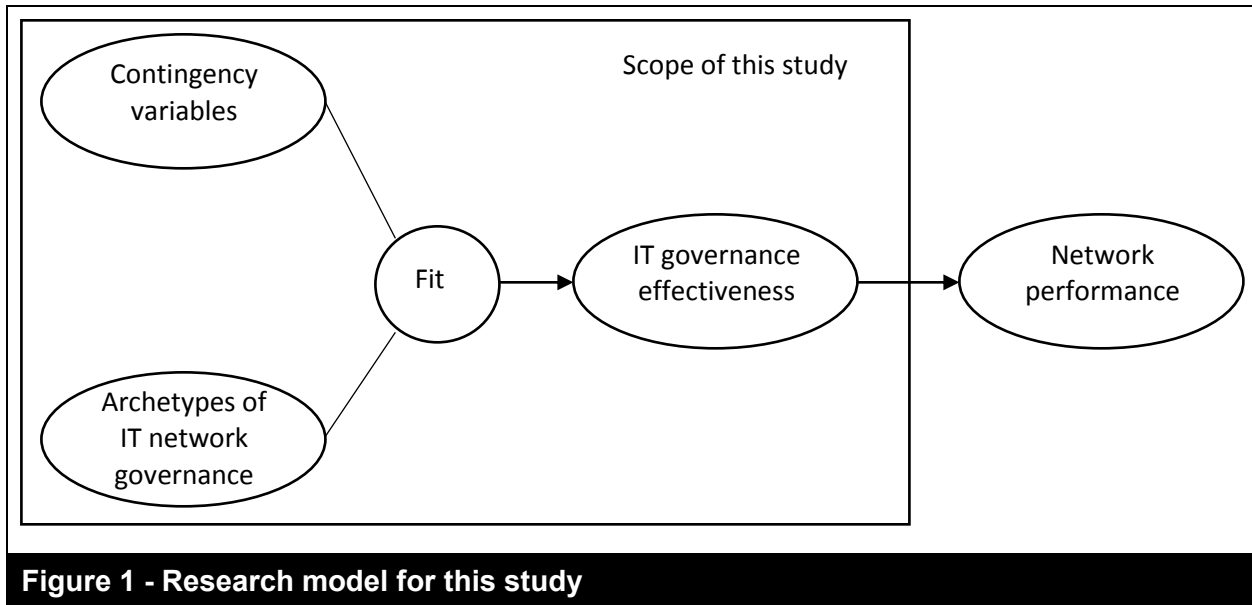 Contingency
variables
Scope of this study
Fit
IT governance
effectiveness
Network
performance
Archetypes of
IT network
governance
Figure 1 - Research model for this study